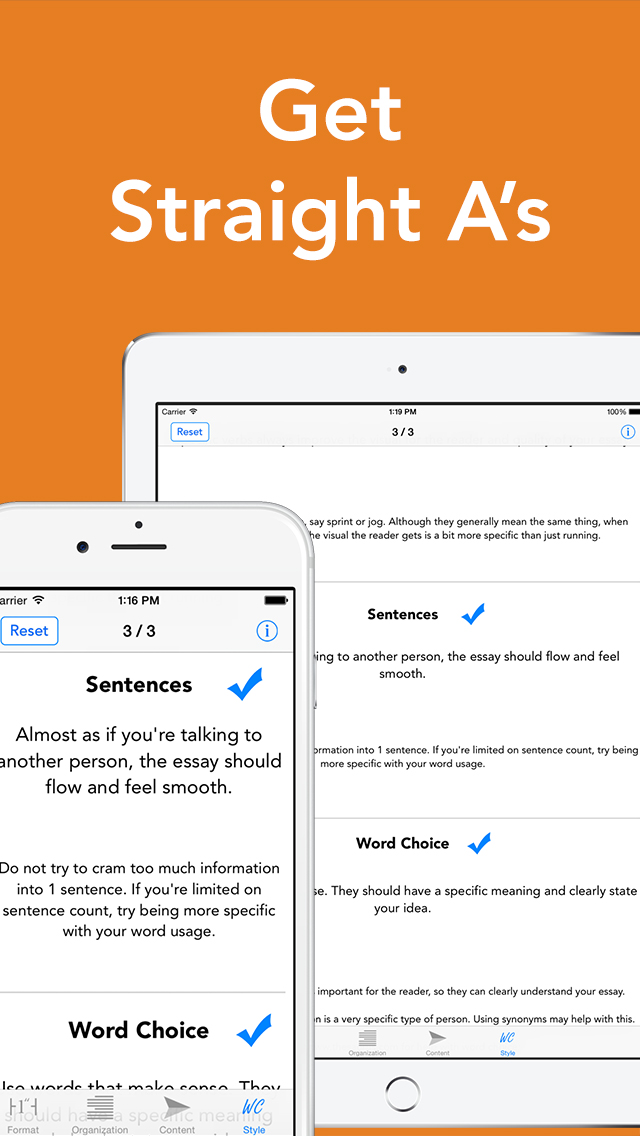 Get
Straight A's
Carrier
1:19 PM
100%
Reset
3 / 3
say sprint or jog. Although they generally mean the same thing, when
the visual the reader gets is a bit more specific than just running.
Sentences
to another person, the essay should flow and feel
smooth.
into 1 sentence. If you're limited on sentence count, try being
more specific with your word usage.
Word Choice
They should have a specific meaning and clearly state
your idea.
important for the reader, so they can clearly understand your essay.
is a very specific type of person. Using synonyms may help with this.
Organization
Content
WC
Style
arrier
1:16 PM
Reset
3 / 3
Sentences
Almost as if you're talking to
another person, the essay should
flow and feel smooth.
Do not try to cram too much information
into 1 sentence. If you're limited on
sentence count, try being more specific
with your word usage.
Word Choice
Use words that make sense. They
should have a specific meaning
1"
Format
Organization
Content
WC
Style